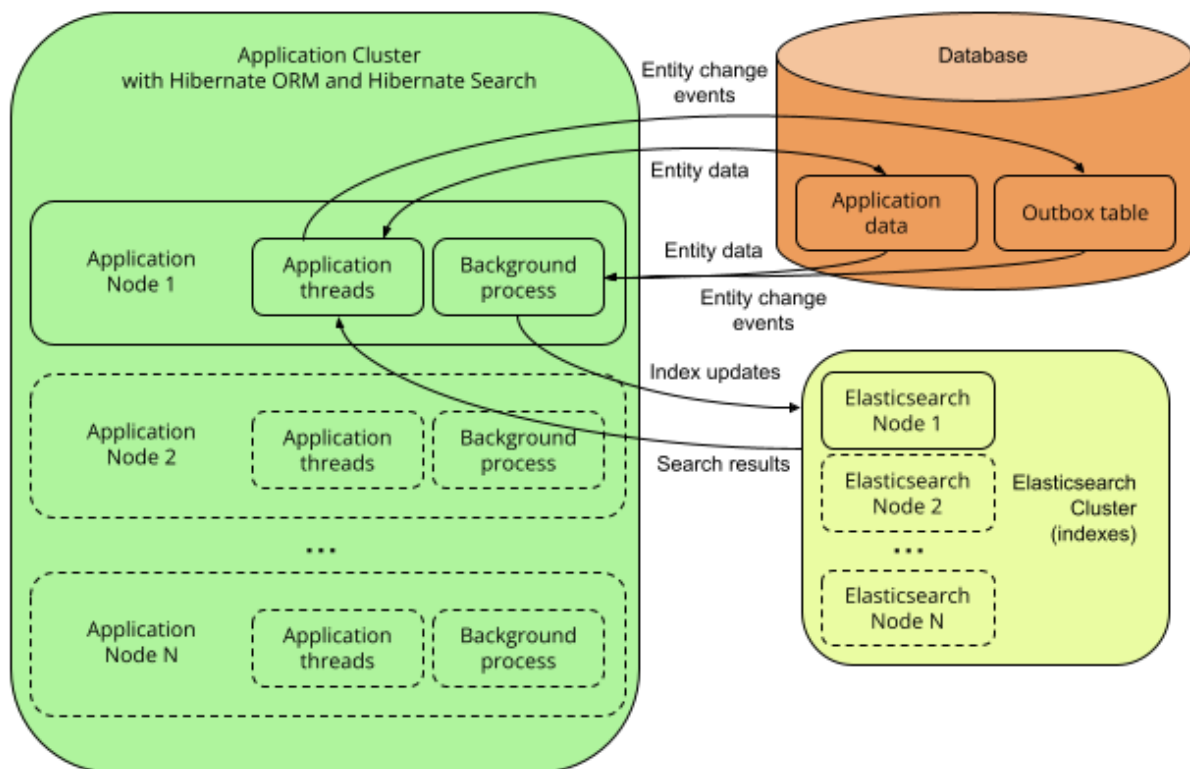 Application Cluster
with Hibernate ORM and Hibernate Search
Application
Node 1
Application
threads
Background
process
Application
Node 2
Application
threads
Background
process
...
Application
Node N
Application
threads
Background
process
Entity change
events
Entity data
Entity data
Entity change
events
Index updates
Search results
Database
Application
data
Outbox table
Elasticsearch
Node 1
Elasticsearch
Node 2
...
Elasticsearch
Node N
Elasticsearch
Cluster
(indexes)